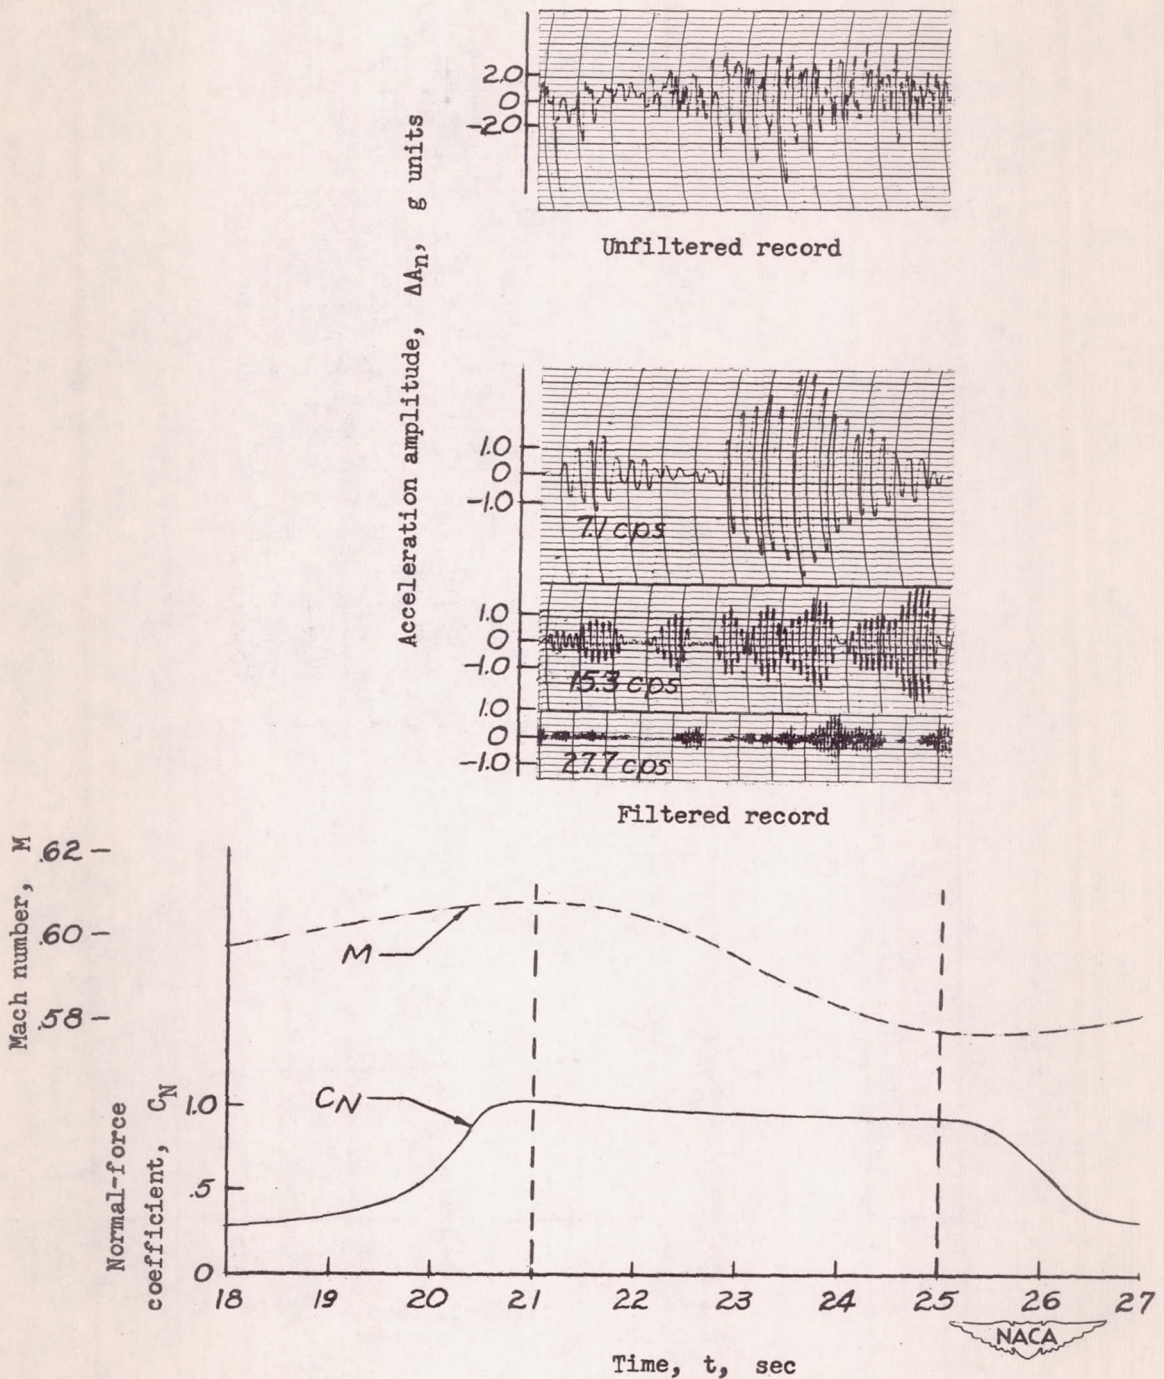 Acceleration amplitude, ΔAn, g units
2.0
0
-2.0
Unfiltered record
1.0
0
-1.0
7.1 cps
1.0
0
-1.0
15.3 cps
1.0
0
-1.0
27.7 cps
Filtered record
Mach number, M
.62
.60
.58
M
Normal-force
coefficient, CN
1.0
.5
0
CN
18 19 20 21 22 23 24 25 26 27
NACA
Time, t, sec